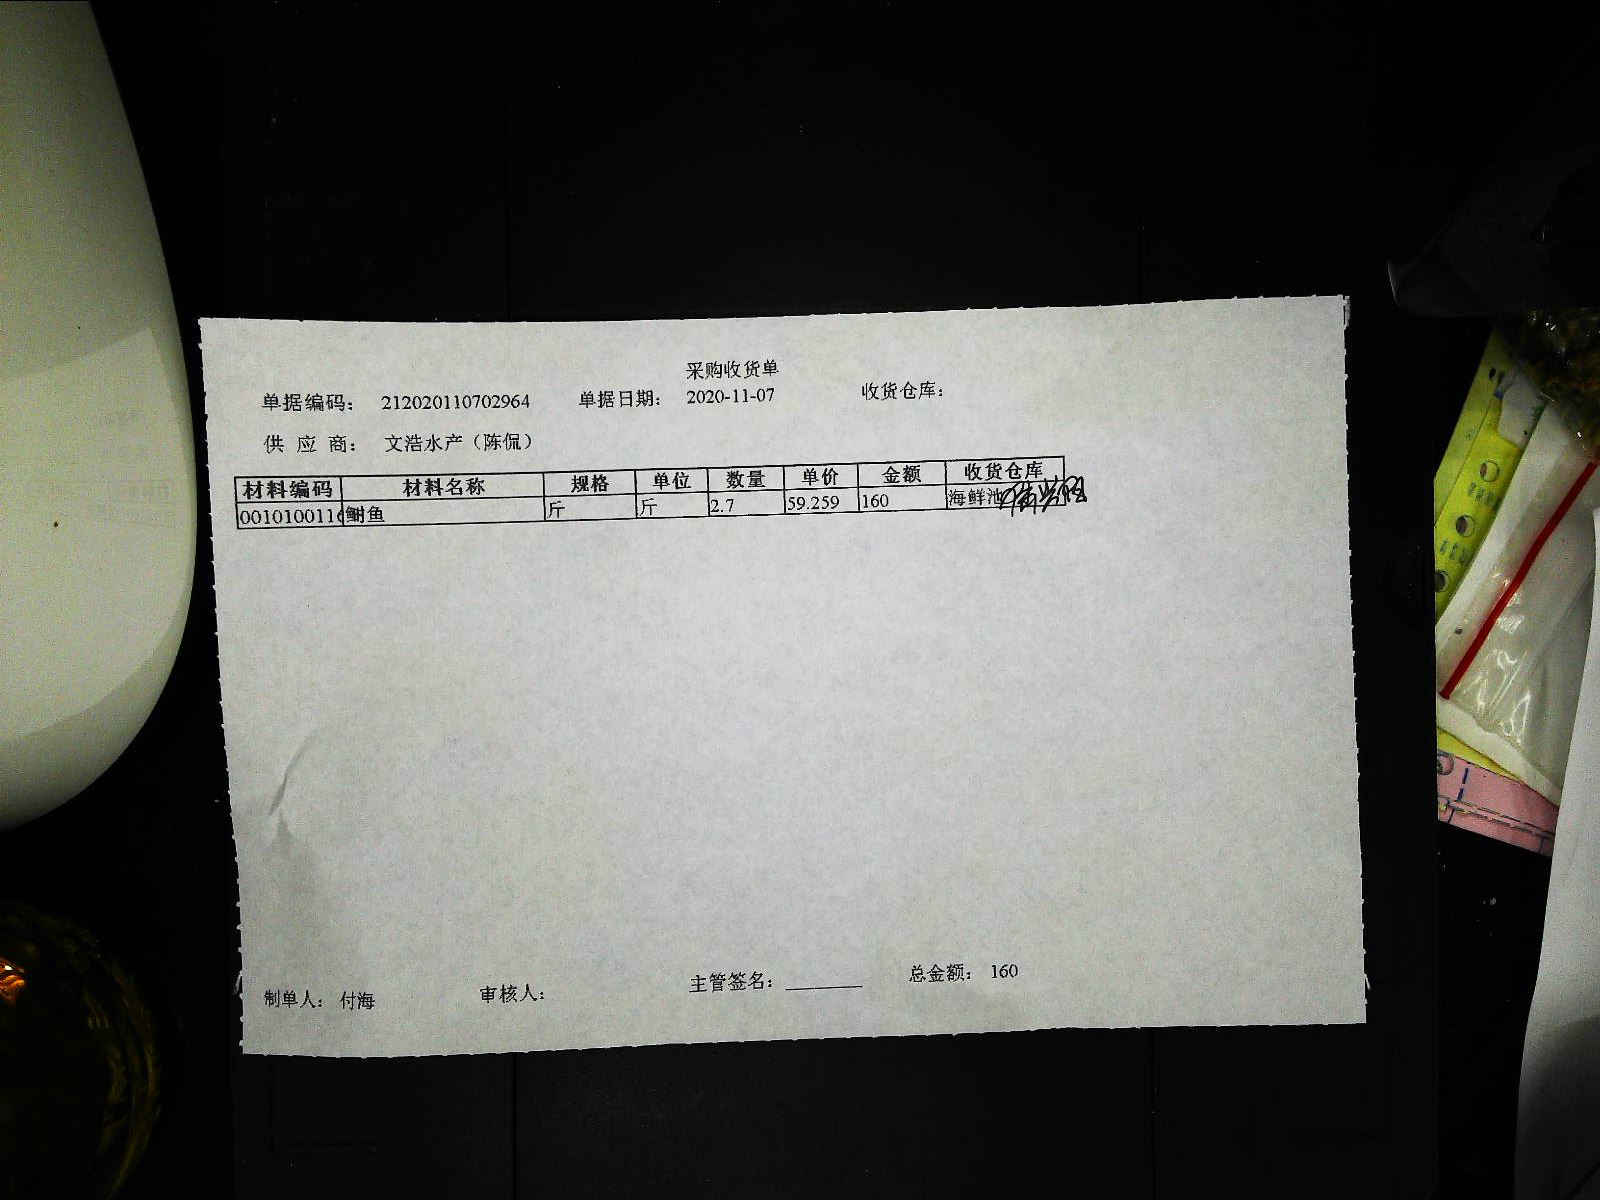 采购收货单
单据编码： 212020110702964 单据日期： 2020-11-07 收货仓库：
供 应 商： 文浩水产（陈侃）
材料编码 材料名称 规格 单位 数量 单价 金额 收货仓库
0010100116 鲥鱼 斤 斤 2.7 59.259 160 海鲜池
制单人： 付海 审核人： 主管签名： ________ 总金额： 160